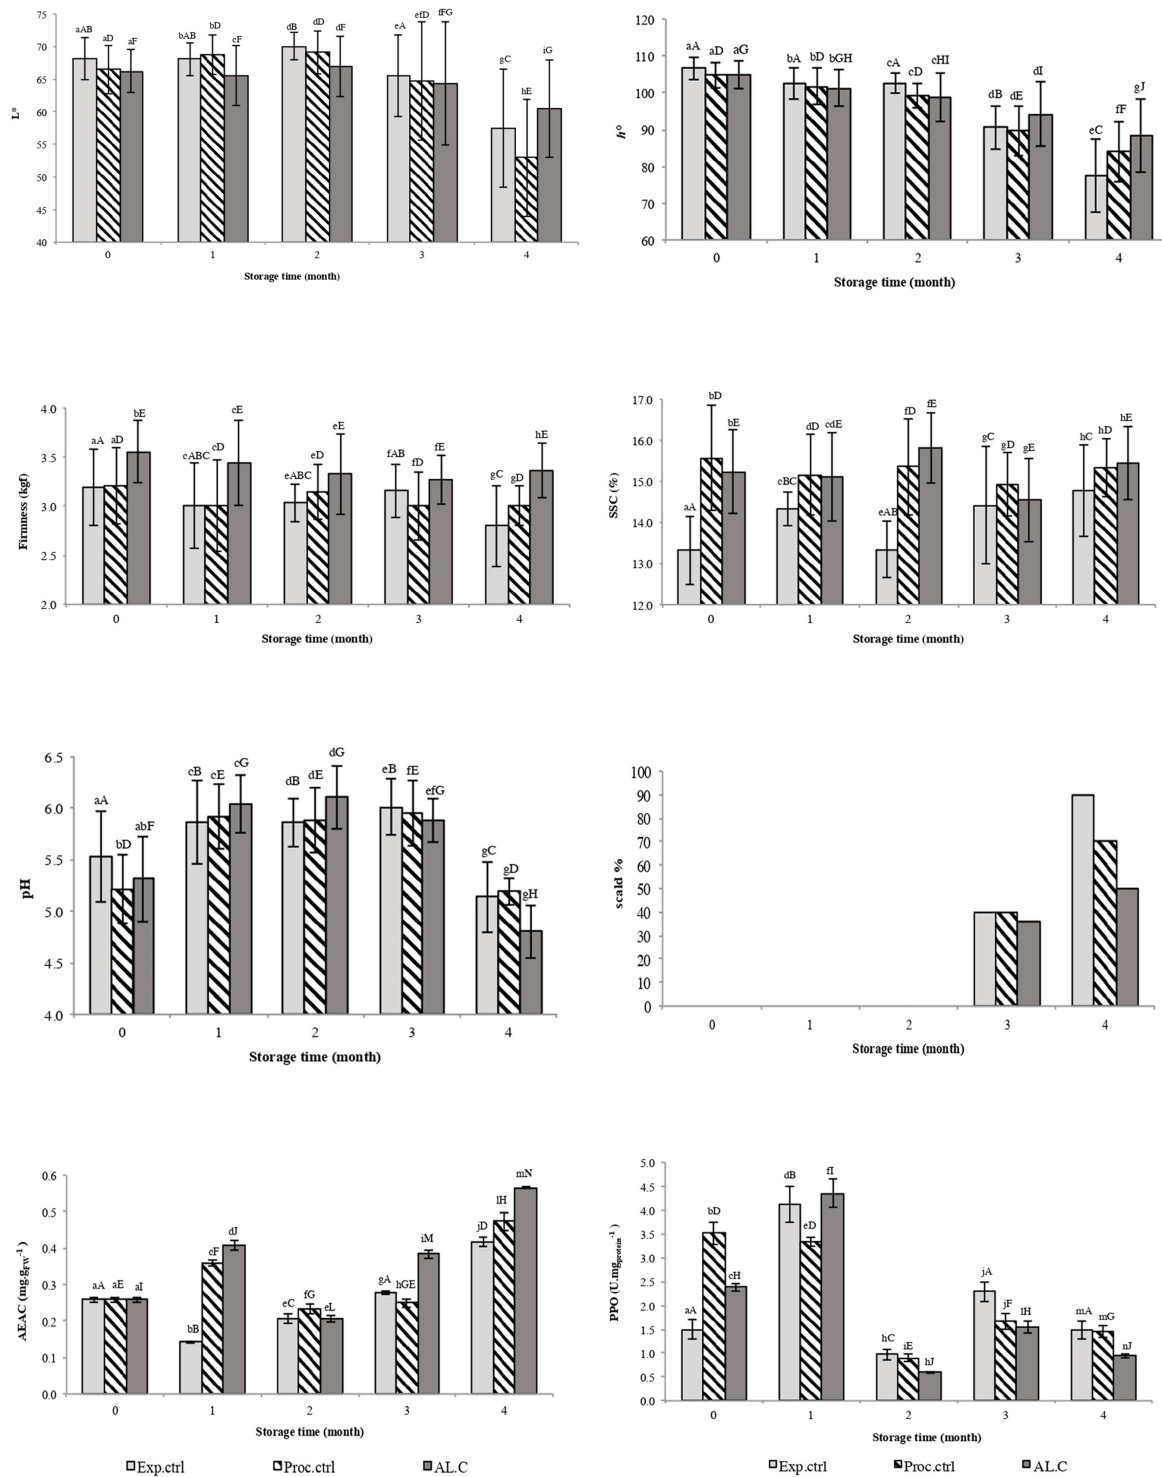 75
70
65
60
55
50
45
40
L*
aAB aD aF bAB bD cF dB dD dF eA efD fFG gC hE iG
0 1 2 3 4
Storage time (month)
120
110
100
90
80
70
60
h°
aA aD aG bA bD bGH cA cD cHI dB dE dI eC fF gJ
0 1 2 3 4
Storage time (month)
4.0
3.5
3.0
2.5
2.0
Firmness (kgf)
aA aD bE cABC cD cE eABC eD eE fAB fD fE gC gD hE
0 1 2 3 4
Storage time (month)
17.0
16.0
15.0
14.0
13.0
12.0
SSC (%)
aA bD bE cBC dD cdE eAB fD fE gC gD gE hC hD hE
0 1 2 3 4
Storage time (month)
6.5
6.0
5.5
5.0
4.5
4.0
pH
aA bD abF cB cE cG dB dE dG eB fE efG gC gD gH
0 1 2 3 4
Storage time (month)
100
90
80
70
60
50
40
30
20
10
0
scald %
0 1 2 3 4
Storage time (month)
0.6
0.5
0.4
0.3
0.2
0.1
0.0
AEAC (mg.gFW-1)
aA aE aI bB cF dJ eC fG eL gA hGE iM jD lH mN
0 1 2 3 4
Storage time (month)
Exp.ctrl Proc.ctrl AL.C
5.0
4.5
4.0
3.5
3.0
2.5
2.0
1.5
1.0
0.5
0.0
PPO (U.mgprotein-1)
aA bD cH dB eD fI hC iE hJ jA jF lH mA mG nJ
0 1 2 3 4
Storage time (month)
Exp.ctrl Proc.ctrl AL.C